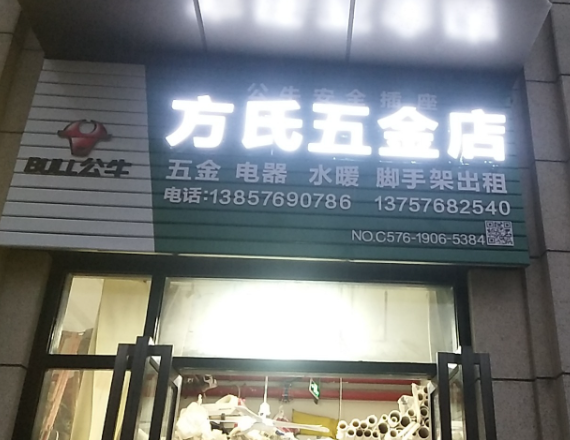 公牛安全插座
方氏五金店
BULL公牛
五金 电器 水暖 脚手架出租
电话:13857690786 13757682540
NO.C576-1906-5384